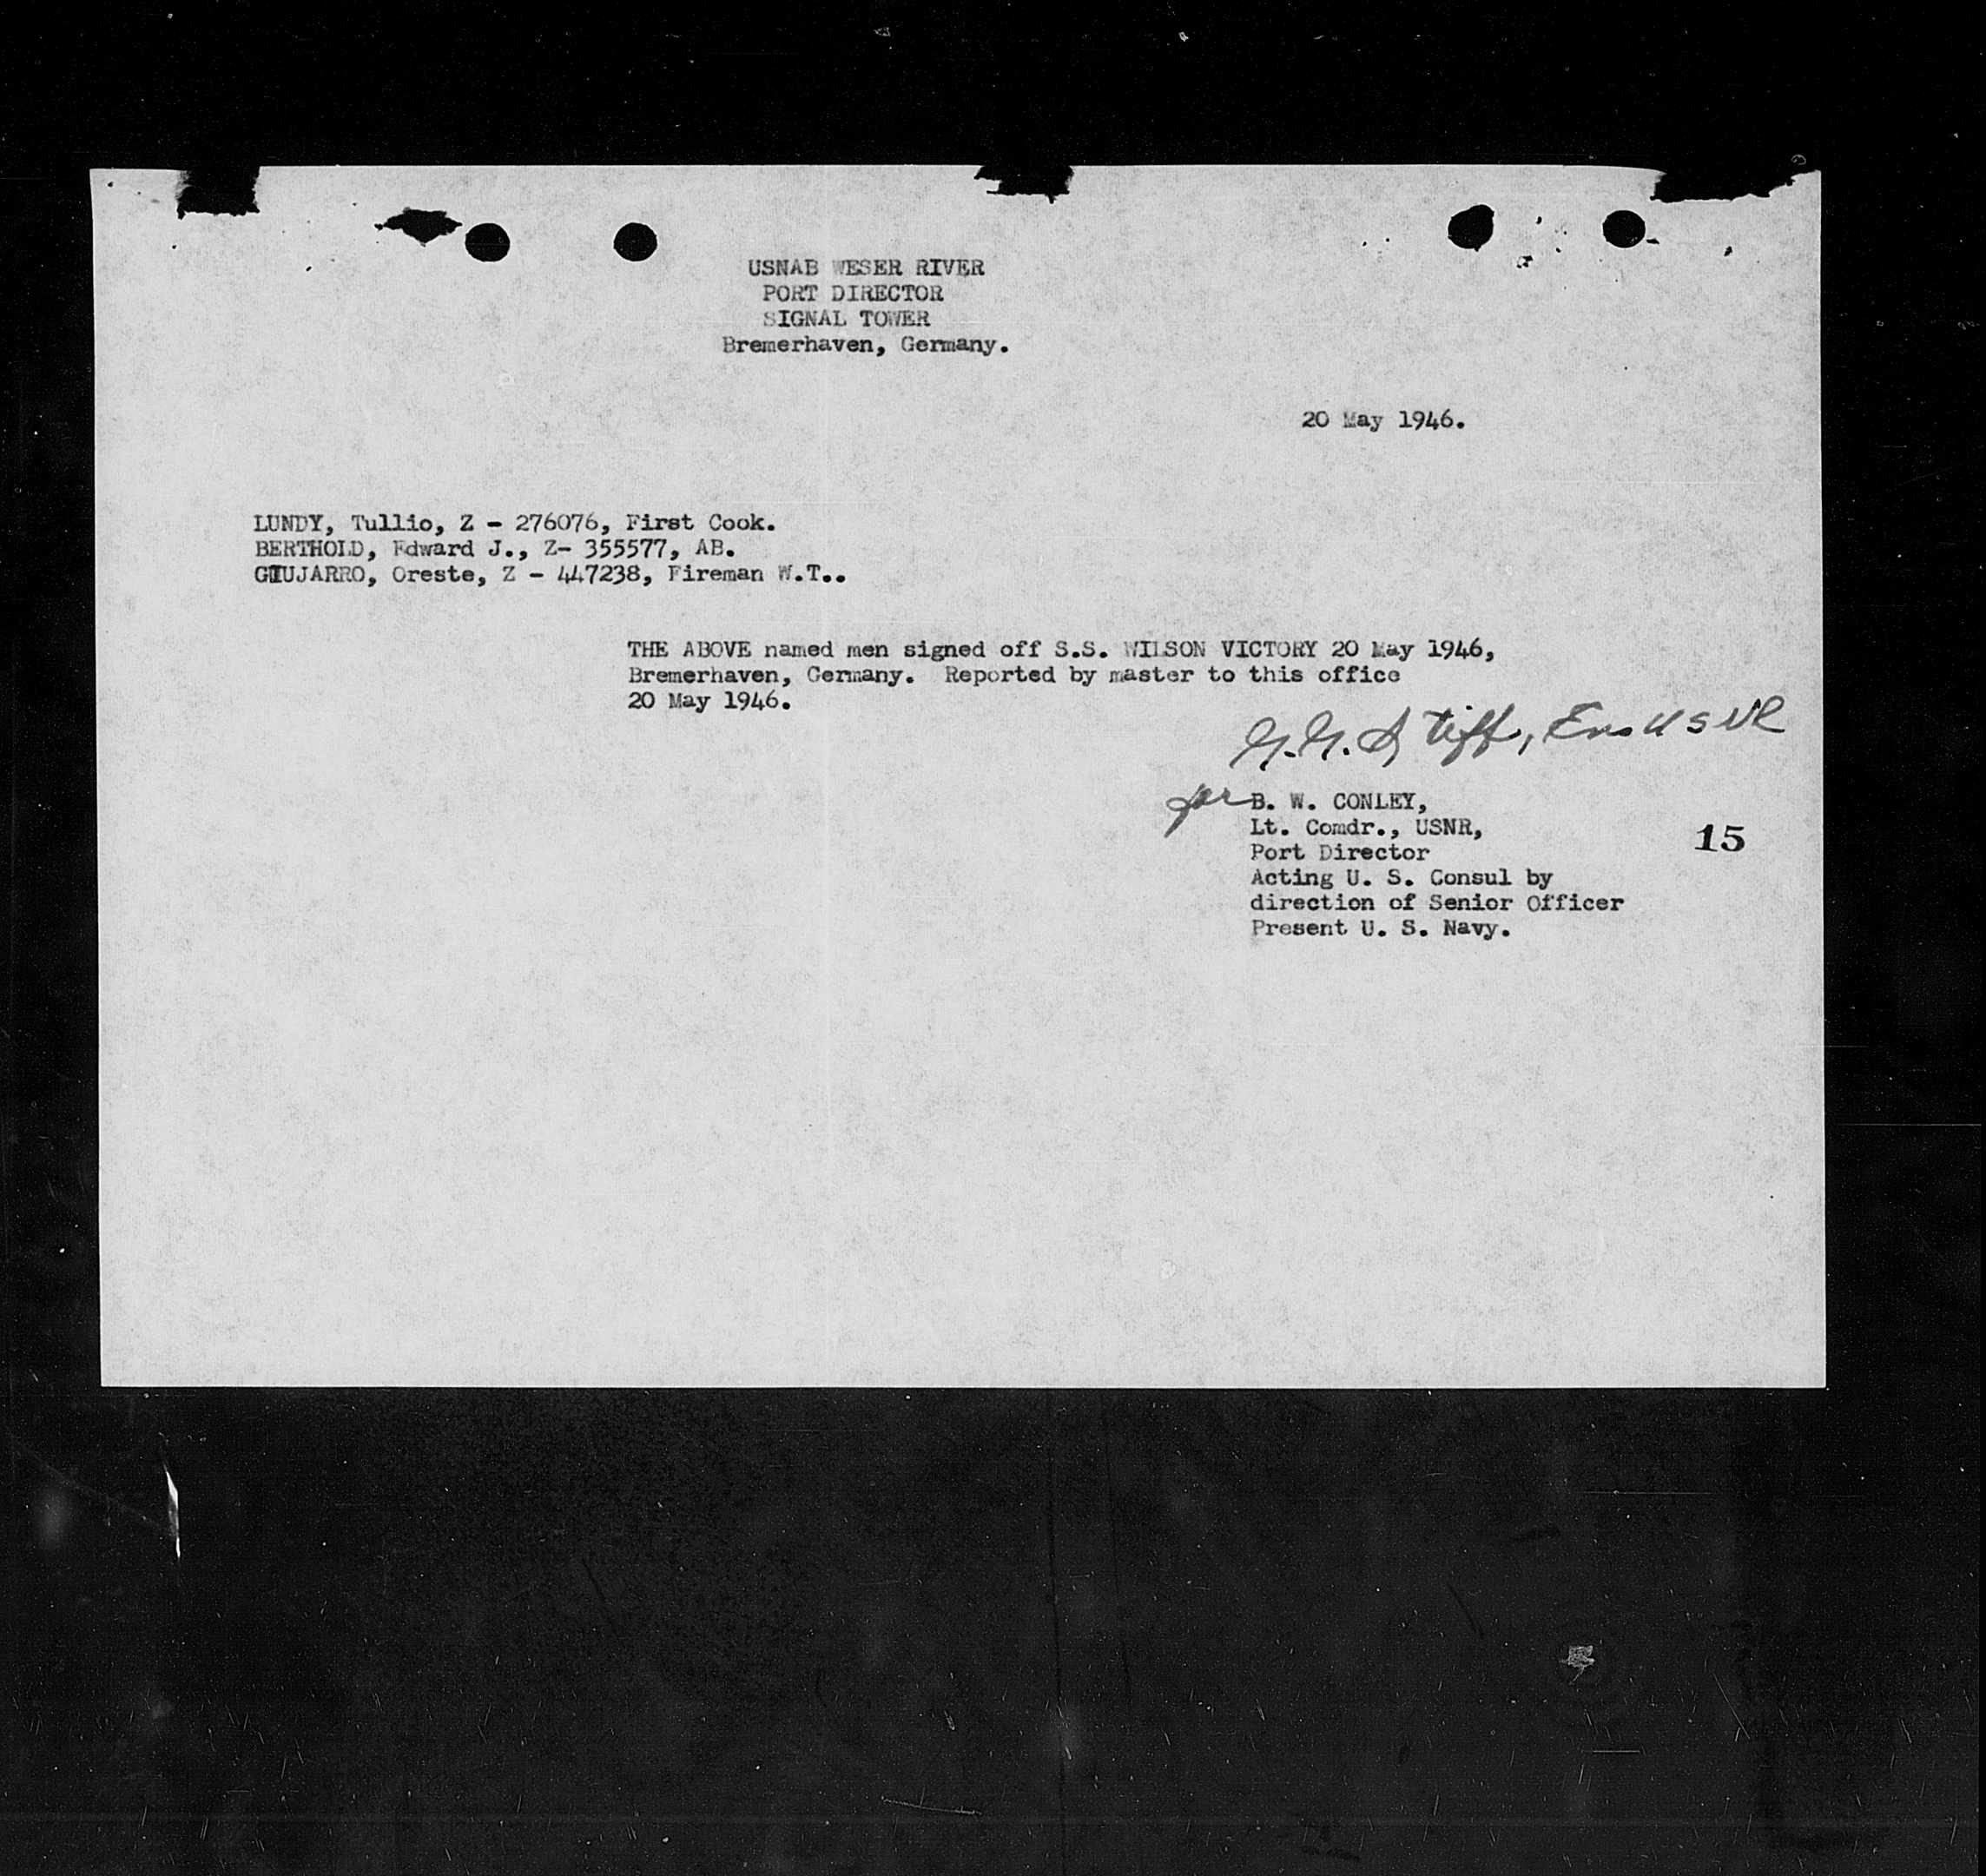 USNAB WESER RIVER
PORT DIRECTOR
SIGNAL TOWER
Bremerhaven, Germany.
20 May 1946.
LUNDY, Tullio, Z - 276076, First Cook.
BERTHOLD, Edward J., Z- 355577, AB.
GUJARRO, Oreste, Z - 447238, Fireman W.T..
THE ABOVE named men signed off S.S. WILSON VICTORY 20 May 1946,
Bremerhaven, Germany. Reported by master to this office
20 May 1946.
Stiff, Ens USNR
for B. W. CONLEY,
Lt. Comdr., USNR,
Port Director
15
Acting U. S. Consul by
direction of Senior Officer
Present U. S. Navy.